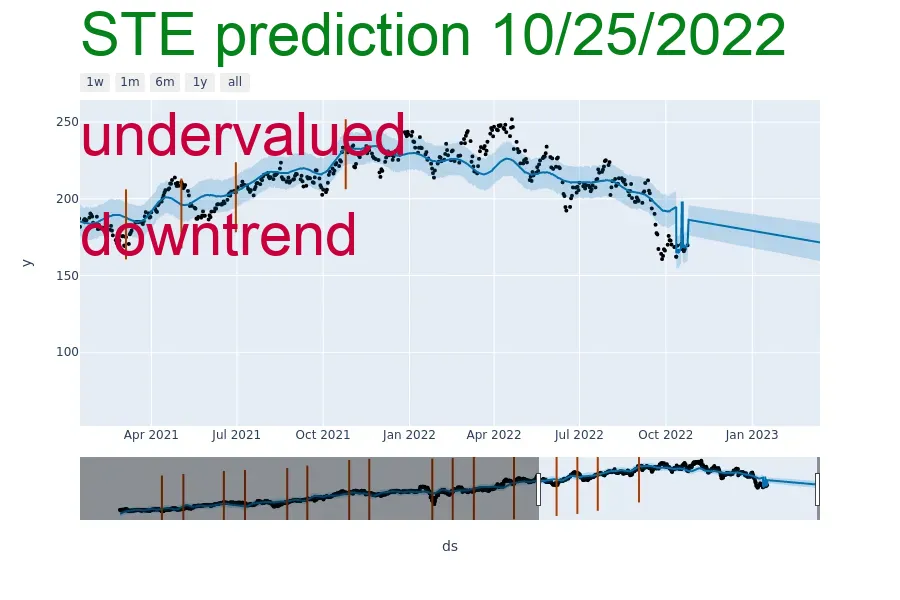 STE prediction 10/25/2022
1w 1m 6m 1y all
250
undervalued
200
downtrend
y
150
100
Apr 2021 Jul 2021 Oct 2021 Jan 2022 Apr 2022 Jul 2022 Oct 2022 Jan 2023
ds